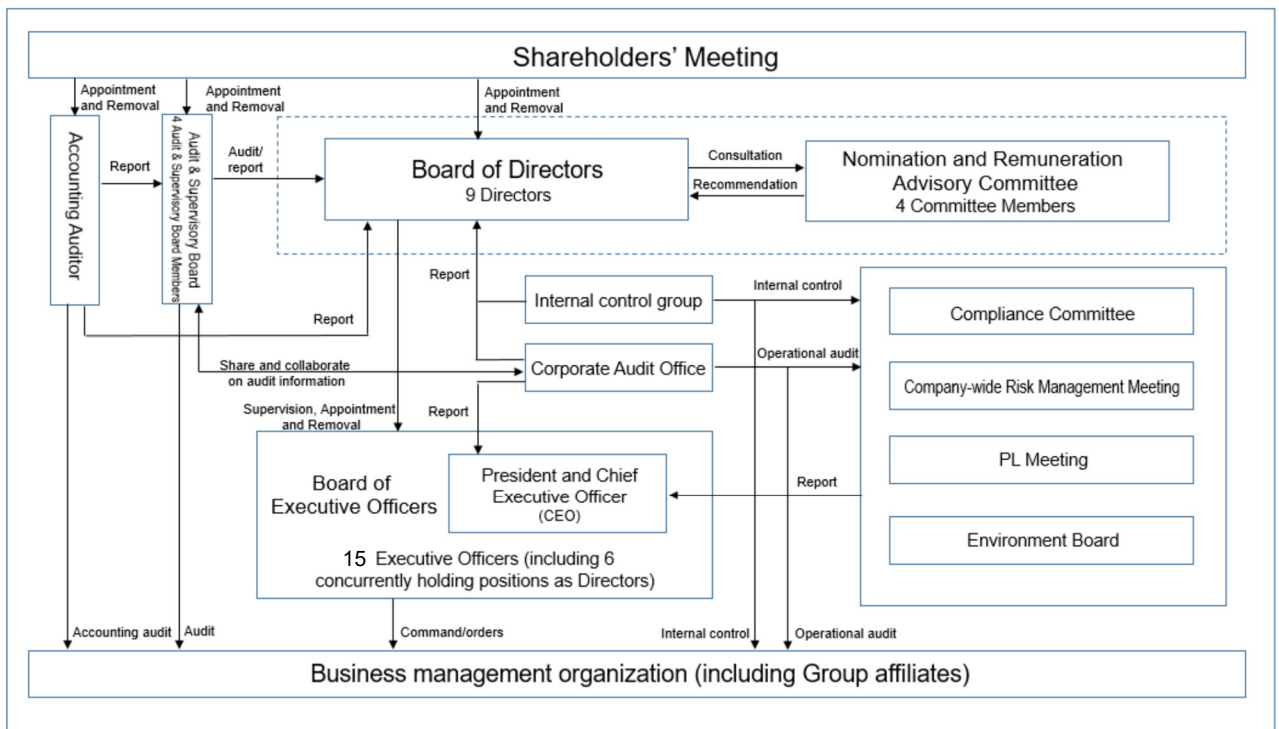 Shareholders’ Meeting
Appointment
and Removal
Appointment
and Removal
Appointment
and Removal
Accounting Auditor
Report
Audit & Supervisory Board
4 Audit & Supervisory Board Members
Audit/
report
Board of Directors
9 Directors
Consultation
Recommendation
Nomination and Remuneration
Advisory Committee
4 Committee Members
Report
Report
Internal control group
Internal control
Compliance Committee
Share and collaborate
on audit information
Corporate Audit Office
Operational audit
Company-wide Risk Management Meeting
Supervision, Appointment
and Removal
Report
Board of
Executive Officers
President and Chief
Executive Officer
(CEO)
Report
PL Meeting
Environment Board
15 Executive Officers (including 6
concurrently holding positions as Directors)
Accounting audit
Audit
Command/orders
Internal control
Operational audit
Business management organization (including Group affiliates)